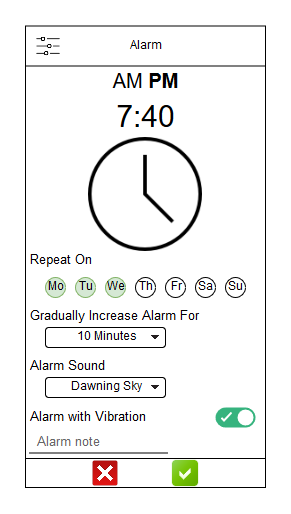 Alarm
AM PM
7:40
Repeat On
Mo Tu We Th Fr Sa Su
Gradually Increase Alarm For
10 Minutes
Alarm Sound
Dawning Sky
Alarm with Vibration
Alarm note